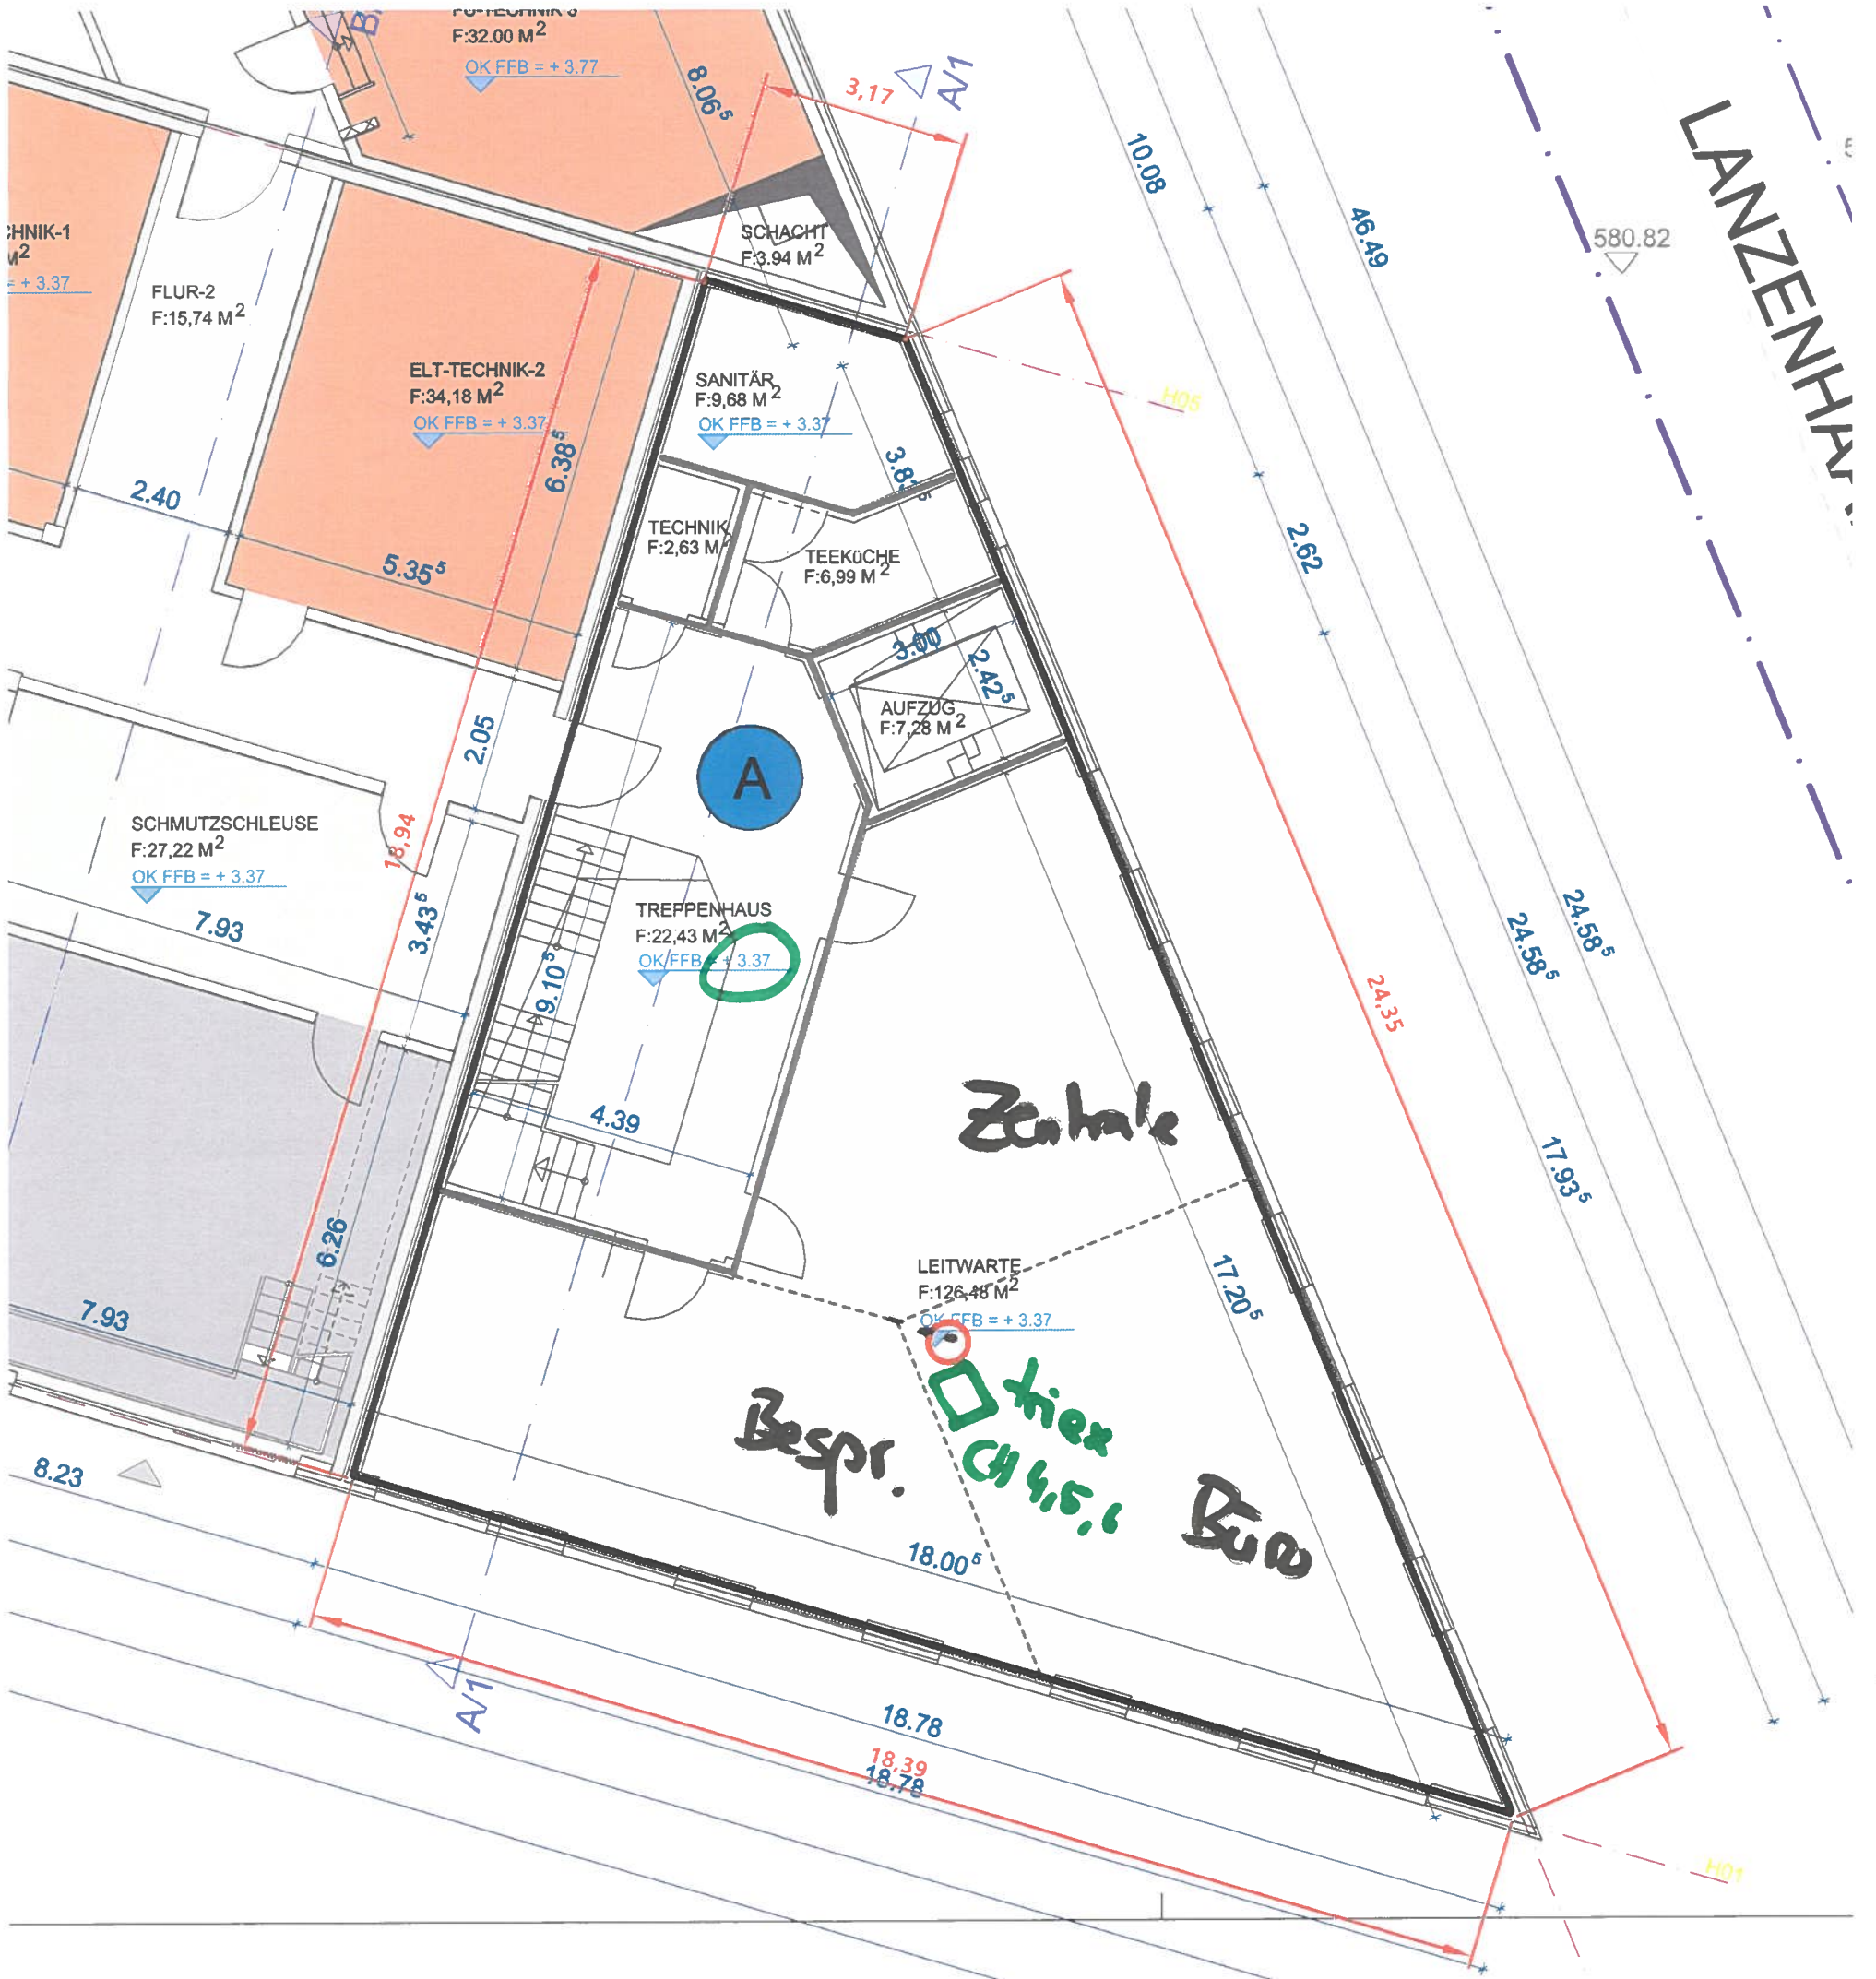 F:32.00 M²
OK FFB = + 3.77
8.06⁵
3,17
A/1
10.08
46.49
580.82
M²
= + 3.37
FLUR-2
F:15,74 M²
SCHACHT
F:3.94 M²
ELT-TECHNIK-2
F:34,18 M²
OK FFB = + 3.37
6.38⁵
SANITÄR
F:9,68 M²
OK FFB = + 3.37
H05
2.40
5.35⁵
TECHNIK
F:2,63 M²
TEEKÜCHE
F:6,99 M²
2.62
3.00
2.42⁵
AUFZUG
F:7,28 M²
2.05
A
SCHMUTZSCHLEUSE
F:27,22 M²
OK FFB = + 3.37
18,94
7.93
3.43⁵
TREPPENHAUS
F:22,43 M²
OK FFB = + 3.37
9.10⁵
24.58⁵
24.58⁵
24,35
4.39
Zentrale
17.93⁵
6.26
7.93
LEITWARTE
F:126,48 M²
OK FFB = + 3.37
17.20⁵
Bespr.
CH 4,5,6
Büro
8.23
18.00⁵
A/1
18.78
18,39
18.78
H01